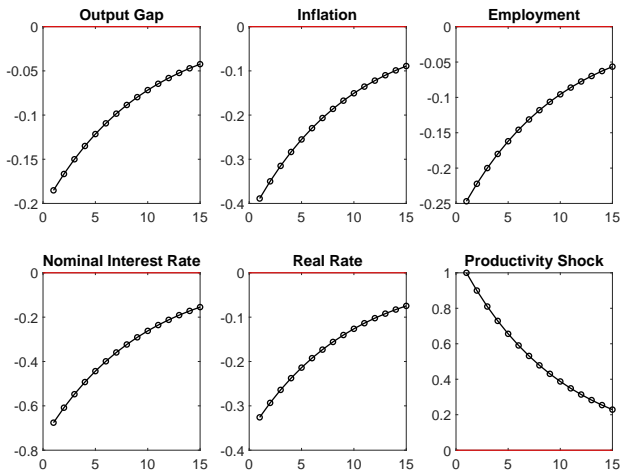 Output Gap
0
-0.05
-0.1
-0.15
-0.2
0 5 10 15
Inflation
0
-0.1
-0.2
-0.3
-0.4
0 5 10 15
Employment
0
-0.05
-0.1
-0.15
-0.2
-0.25
0 5 10 15
Nominal Interest Rate
0
-0.2
-0.4
-0.6
-0.8
0 5 10 15
Real Rate
0
-0.1
-0.2
-0.3
-0.4
0 5 10 15
Productivity Shock
1
0.8
0.6
0.4
0.2
0
0 5 10 15